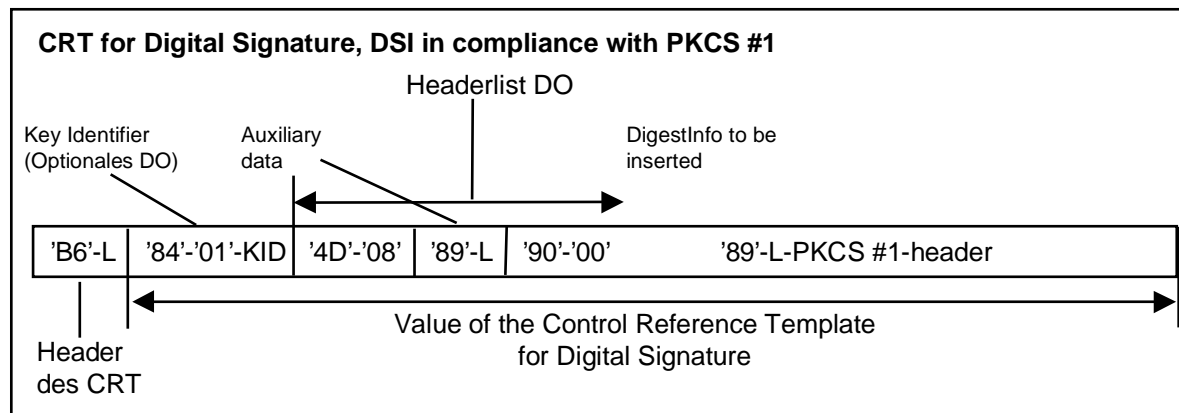 CRT for Digital Signature, DSI in compliance with PKCS #1
Headerlist DO
Key Identifier
(Optionales DO)
Auxiliary
data
DigestInfo to be
inserted
’B6’-L ’84’-’01’-KID ’4D’-’08’ ’89’-L ’90’-’00’ ’89’-L-PKCS #1-header
Value of the Control Reference Template
for Digital Signature
Header
des CRT